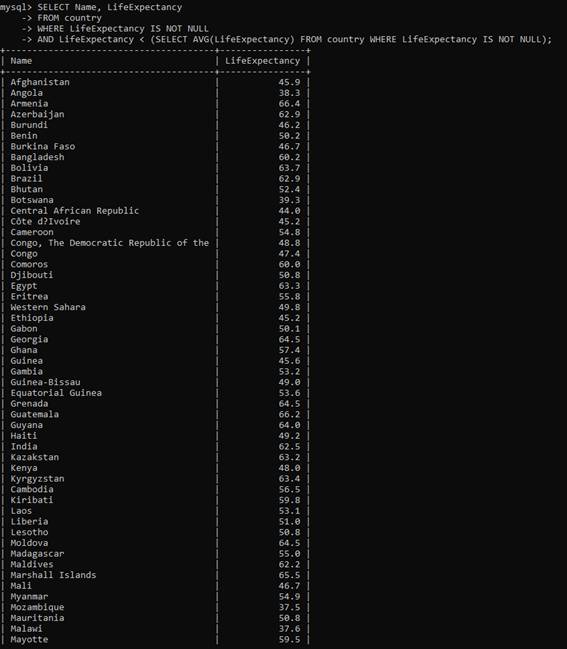 mysql> SELECT Name, LifeExpectancy
-> FROM country
-> WHERE LifeExpectancy IS NOT NULL
-> AND LifeExpectancy < (SELECT AVG(LifeExpectancy) FROM country WHERE LifeExpectancy IS NOT NULL);
+---------------------------------------+----------------+
| Name | LifeExpectancy |
+---------------------------------------+----------------+
| Afghanistan | 45.9 |
| Angola | 38.3 |
| Armenia | 66.4 |
| Azerbaijan | 62.9 |
| Burundi | 46.2 |
| Benin | 50.2 |
| Burkina Faso | 46.7 |
| Bangladesh | 60.2 |
| Bolivia | 63.7 |
| Brazil | 62.9 |
| Bhutan | 52.4 |
| Botswana | 39.3 |
| Central African Republic | 44.0 |
| Côte d?Ivoire | 45.2 |
| Cameroon | 54.8 |
| Congo, The Democratic Republic of the | 48.8 |
| Congo | 47.4 |
| Comoros | 60.0 |
| Djibouti | 50.8 |
| Egypt | 63.3 |
| Eritrea | 55.8 |
| Western Sahara | 49.8 |
| Ethiopia | 45.2 |
| Gabon | 50.1 |
| Georgia | 64.5 |
| Ghana | 57.4 |
| Guinea | 45.6 |
| Gambia | 53.2 |
| Guinea-Bissau | 49.0 |
| Equatorial Guinea | 53.6 |
| Grenada | 64.5 |
| Guatemala | 66.2 |
| Guyana | 64.0 |
| Haiti | 49.2 |
| India | 62.5 |
| Kazakstan | 63.2 |
| Kenya | 48.0 |
| Kyrgyzstan | 63.4 |
| Cambodia | 56.5 |
| Kiribati | 59.8 |
| Laos | 53.1 |
| Liberia | 51.0 |
| Lesotho | 50.8 |
| Moldova | 64.5 |
| Madagascar | 55.0 |
| Maldives | 62.2 |
| Marshall Islands | 65.5 |
| Mali | 46.7 |
| Myanmar | 54.9 |
| Mozambique | 37.5 |
| Mauritania | 50.8 |
| Malawi | 37.6 |
| Mayotte | 59.5 |